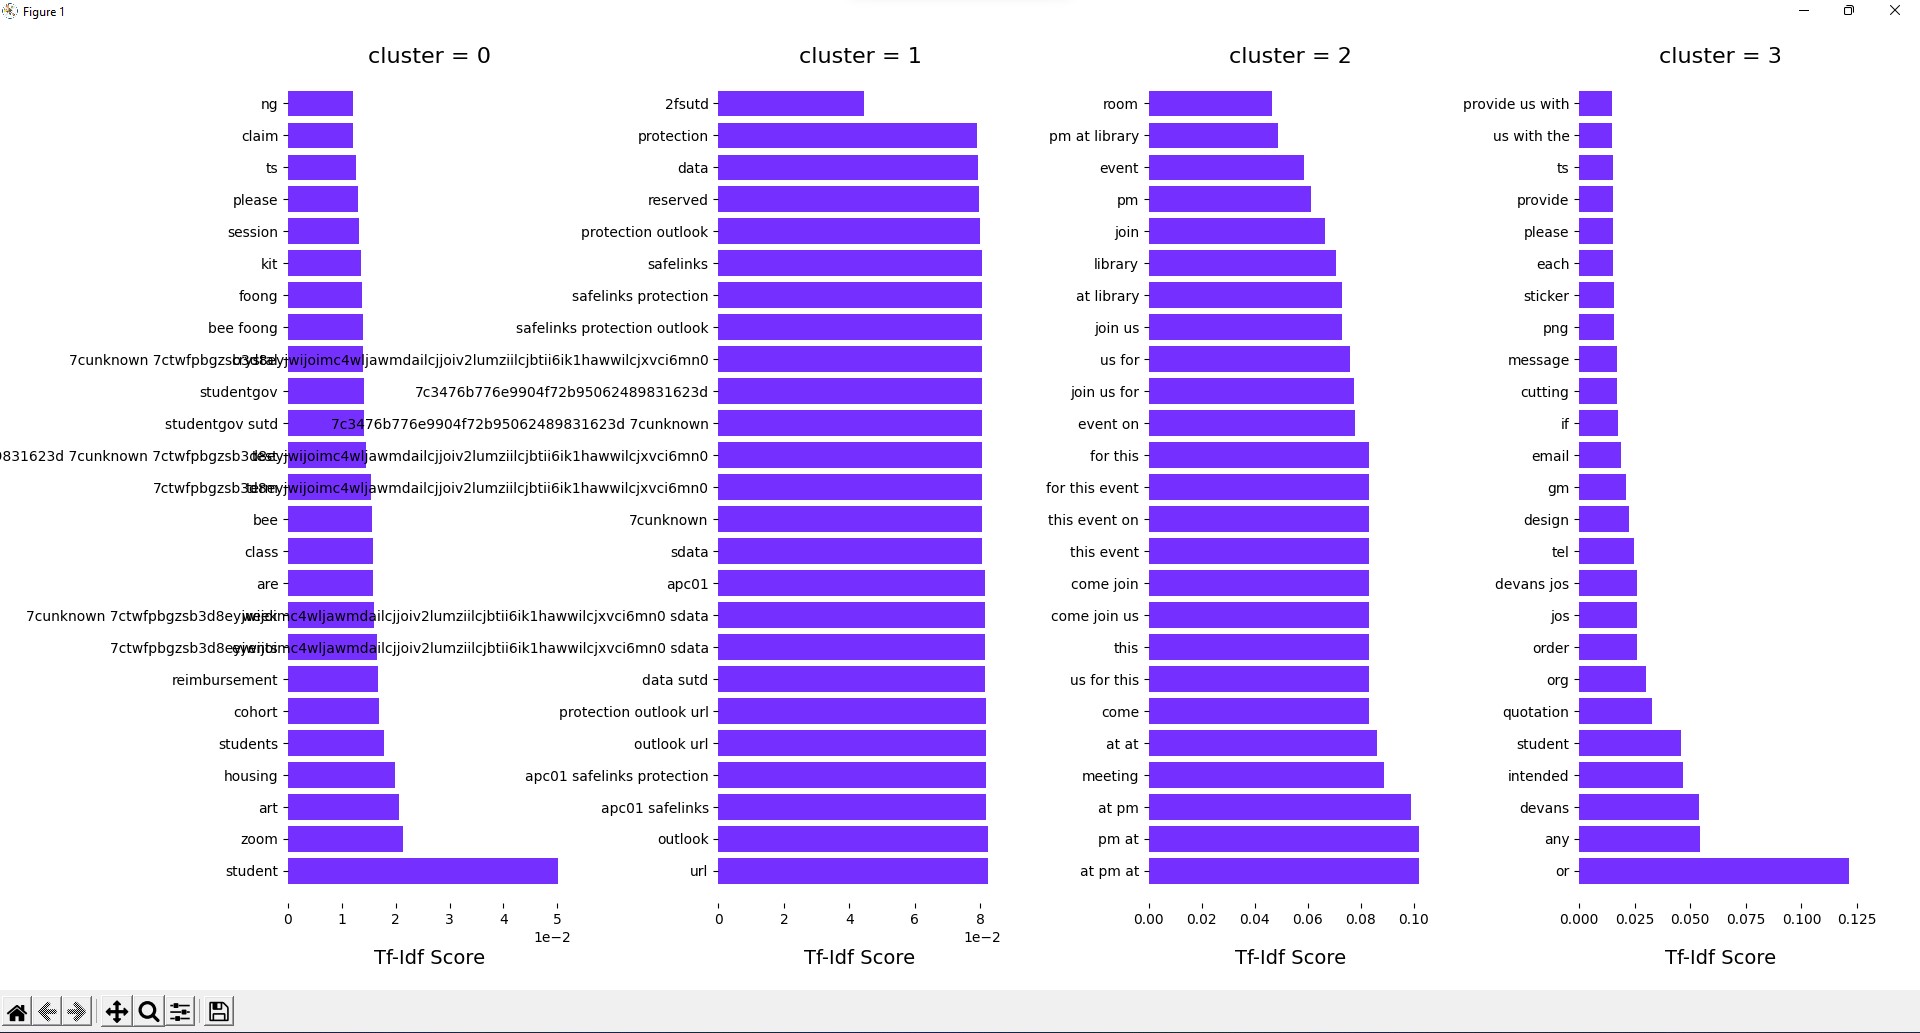 Figure 1
cluster = 0
ng
claim
ts
please
session
kit
foong
bee foong
studentgov
studentgov sutd
bee
class
are
reimbursement
cohort
students
housing
art
zoom
student
0 1 2 3 4 5
1e−2
Tf-Idf Score
cluster = 1
2fsutd
protection
data
reserved
protection outlook
safelinks
safelinks protection
safelinks protection outlook
7c3476b776e9904f72b95062489831623d
7c3476b776e9904f72b95062489831623d 7cunknown
7cunknown
sdata
apc01
data sutd
protection outlook url
outlook url
apc01 safelinks protection
apc01 safelinks
outlook
url
0 2 4 6 8
1e−2
Tf-Idf Score
cluster = 2
room
pm at library
event
pm
join
library
at library
join us
us for
join us for
event on
for this
for this event
this event on
this event
come join
come join us
this
us for this
come
at at
meeting
at pm
pm at
at pm at
0.00 0.02 0.04 0.06 0.08 0.10
Tf-Idf Score
cluster = 3
provide us with
us with the
ts
provide
please
each
sticker
png
message
cutting
if
email
gm
design
tel
devans jos
jos
order
org
quotation
student
intended
devans
any
or
0.000 0.025 0.050 0.075 0.100 0.125
Tf-Idf Score